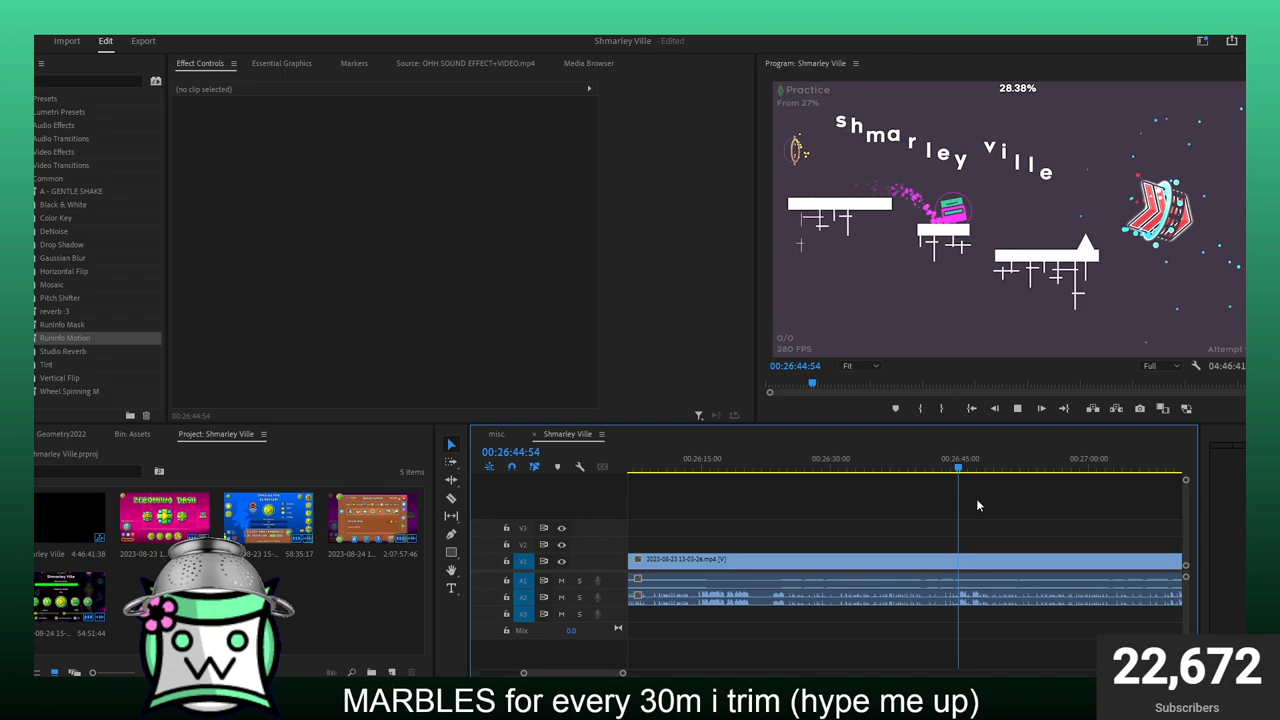 Import Edit Export
Shmarley Ville - Edited
Presets
Lumetri Presets
Audio Effects
Audio Transitions
Video Effects
Video Transitions
Common
A - GENTLE SHAKE
Black & White
Color Key
DeNoise
Drop Shadow
Gaussian Blur
Horizontal Flip
Mosaic
Pitch Shifter
reverb :3
RunInfo Mask
RunInfo Motion
Studio Reverb
Tint
Vertical Flip
Wheel Spinning M
Effect Controls Essential Graphics Markers Source: OHH SOUND EFFECT+VIDEO.mp4 Media Browser
(no clip selected)
00:26:44:54
Program: Shmarley Ville
Practice
From 27%
28.38%
shmarley ville
0/0
280 FPS
Attempt
00:26:44:54 Fit Full 04:46:41
Geometry2022 Bin: Assets Project: Shmarley Ville
marley Ville.prproj
5 items
rley Ville 4:46:41:38
2023-08-23 1
2023-08-23 15- 58:35:17
2023-08-24 1 2:07:57:46
54:51:44
misc. × Shmarley Ville
00:26:44:54
00:26:15:00 00:26:30:00 00:26:45:00 00:27:00:00
V3
V2
V1 2023-08-23 13-03-26.mp4 [V]
A1 M S
A2 M S
A3 M S
Mix 0.0
22,672
Subscribers
MARBLES for every 30m i trim (hype me up)